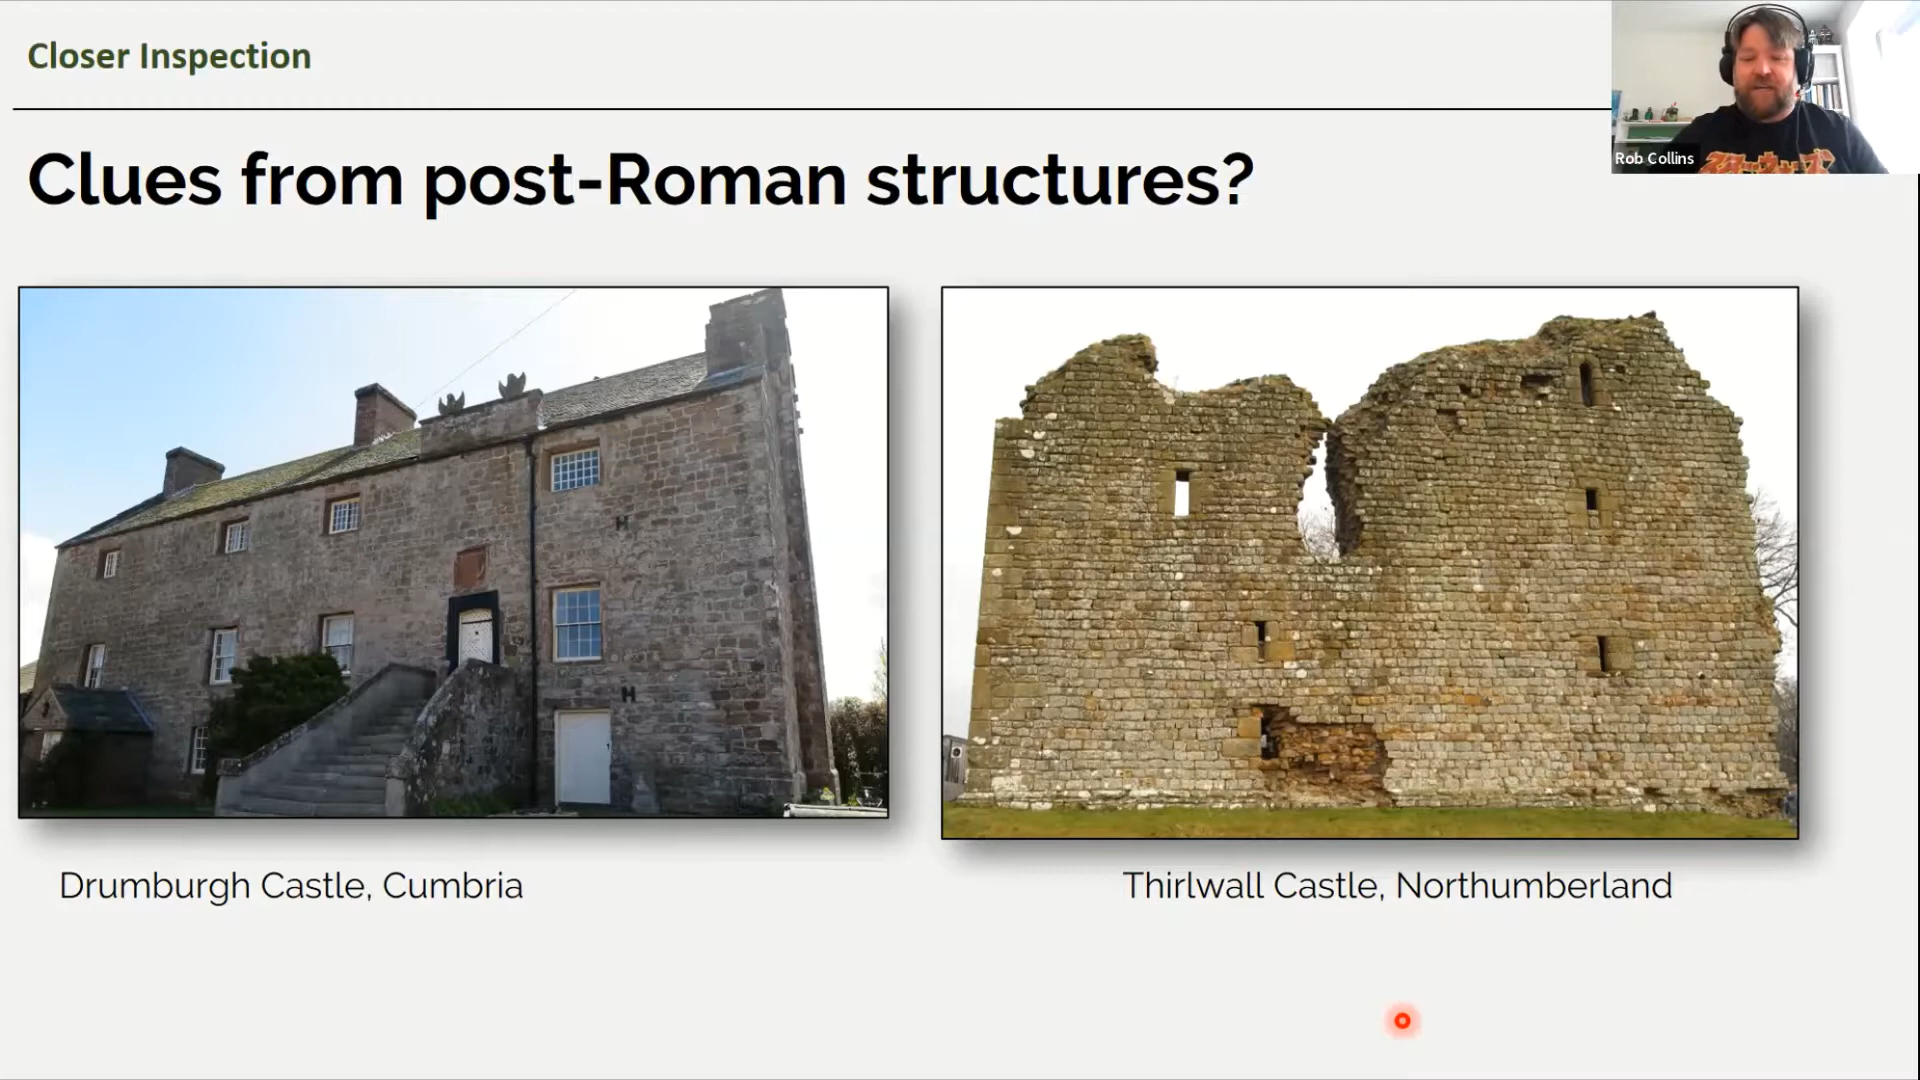 Closer Inspection
Rob Collins
Clues from post-Roman structures?
H
H
Drumburgh Castle, Cumbria
Thirlwall Castle, Northumberland